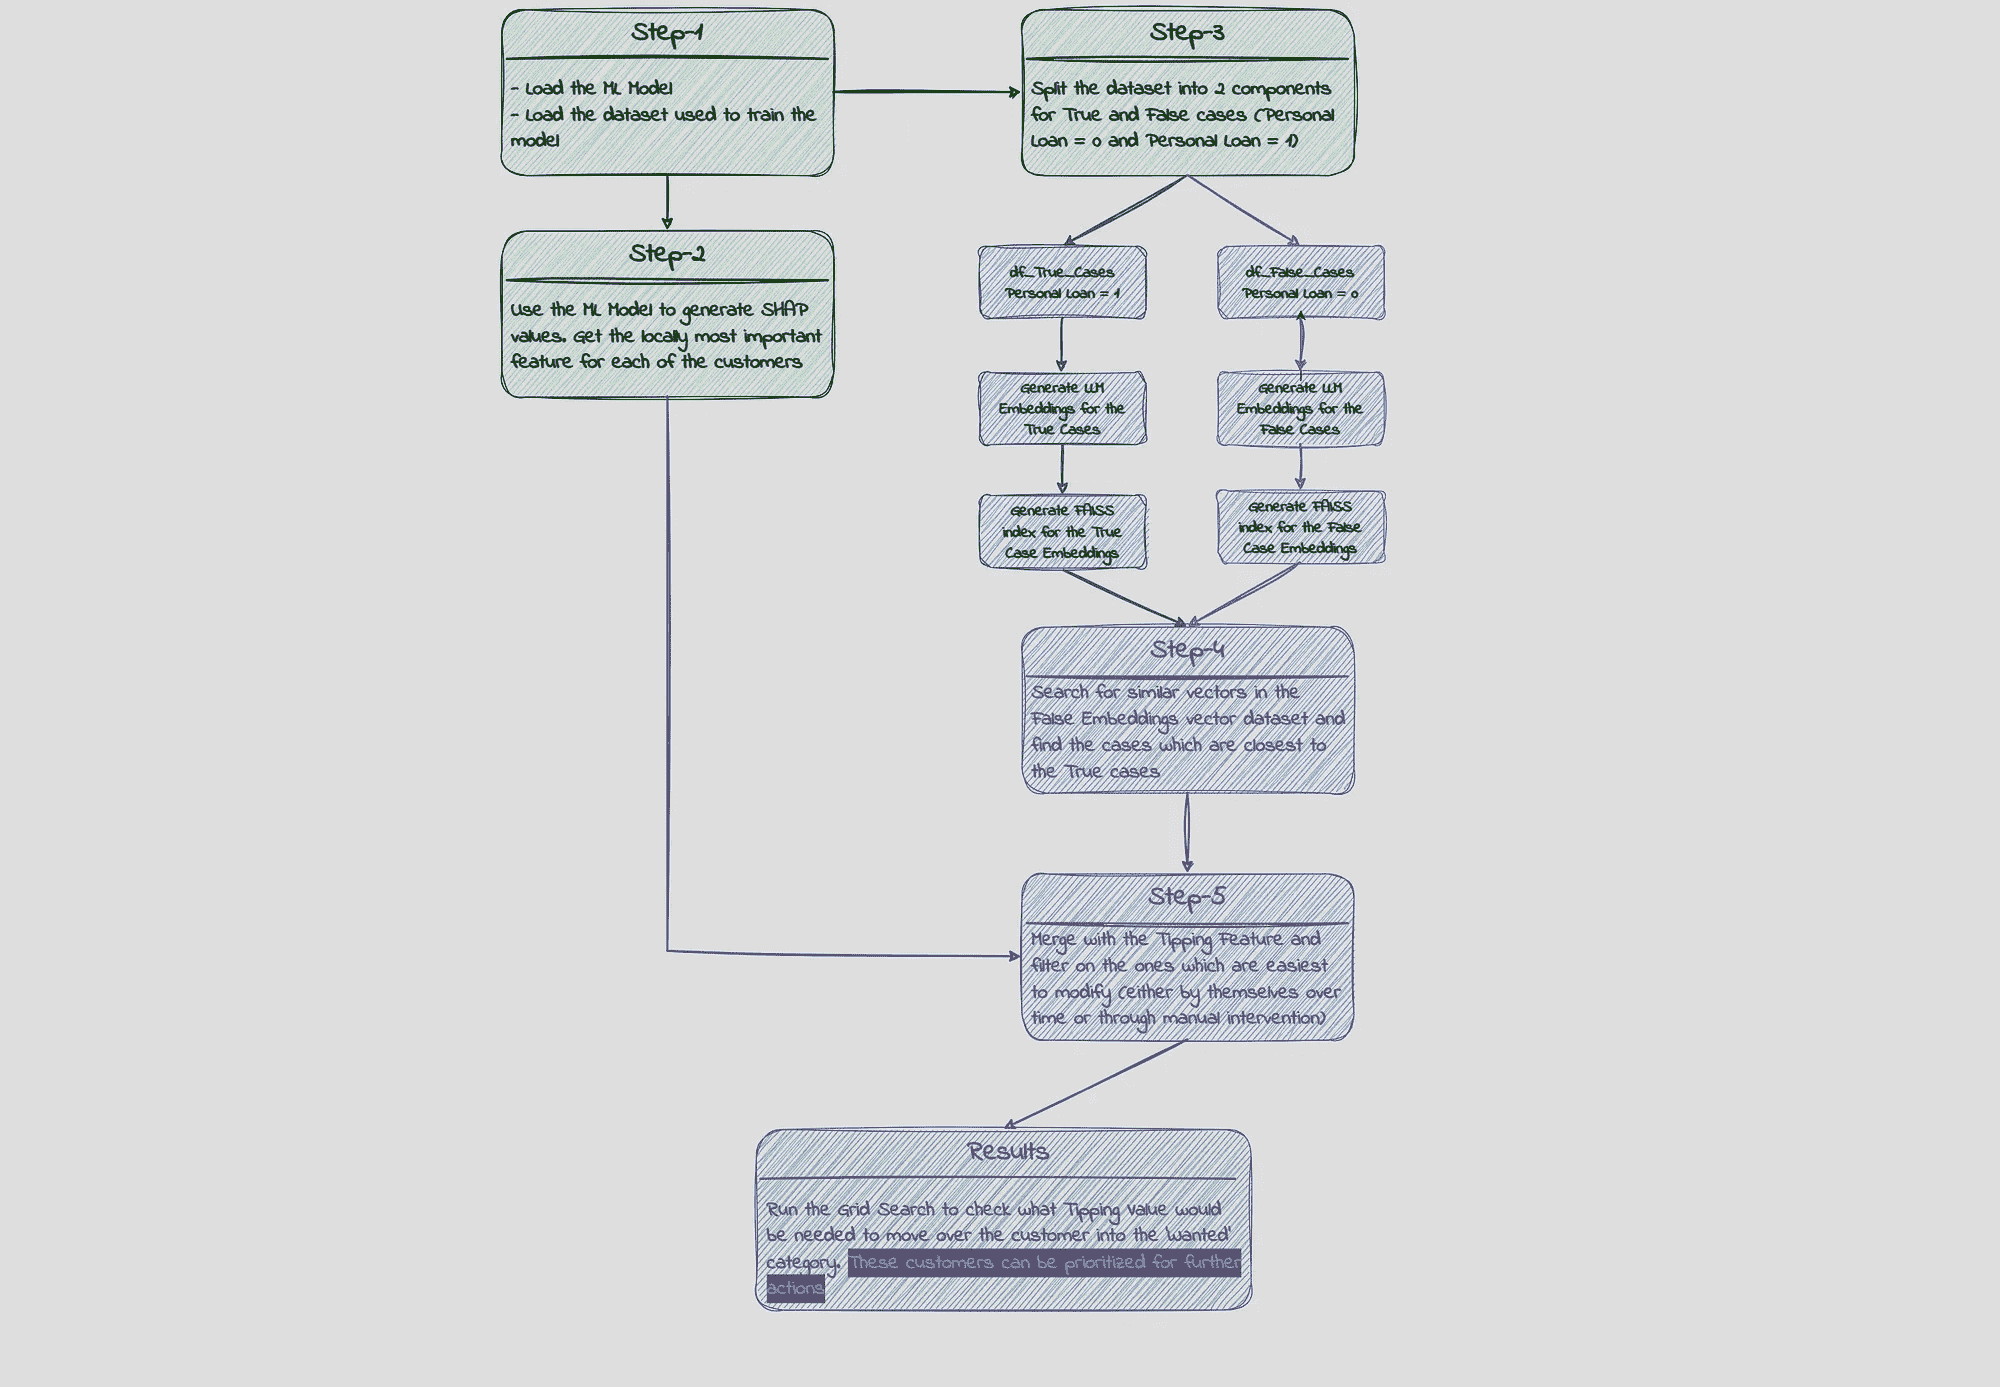 Step-1
- Load the ML Model
- Load the dataset used to train the
model
Step-3
Split the dataset into 2 components
for True and False cases (Personal
Loan = 0 and Personal Loan = 1)
Step-2
Use the ML Model to generate SHAP
values. Get the locally most important
feature for each of the customers
df_True_Cases
Personal Loan = 1
df_False_Cases
Personal Loan = 0
Generate LLM
Embeddings for the
True Cases
Generate LLM
Embeddings for the
False Cases
Generate FAISS
index for the True
Case Embeddings
Generate FAISS
index for the False
Case Embeddings
Step-4
Search for similar vectors in the
False Embeddings vector dataset and
find the cases which are closest to
the True cases
Step-5
Merge with the Tipping Feature and
filter on the ones which are easiest
to modify (either by themselves over
time or through manual intervention)
Results
Run the Grid Search to check what Tipping Value would
be needed to move over the customer into the 'wanted'
category. These customers can be prioritized for further
actions